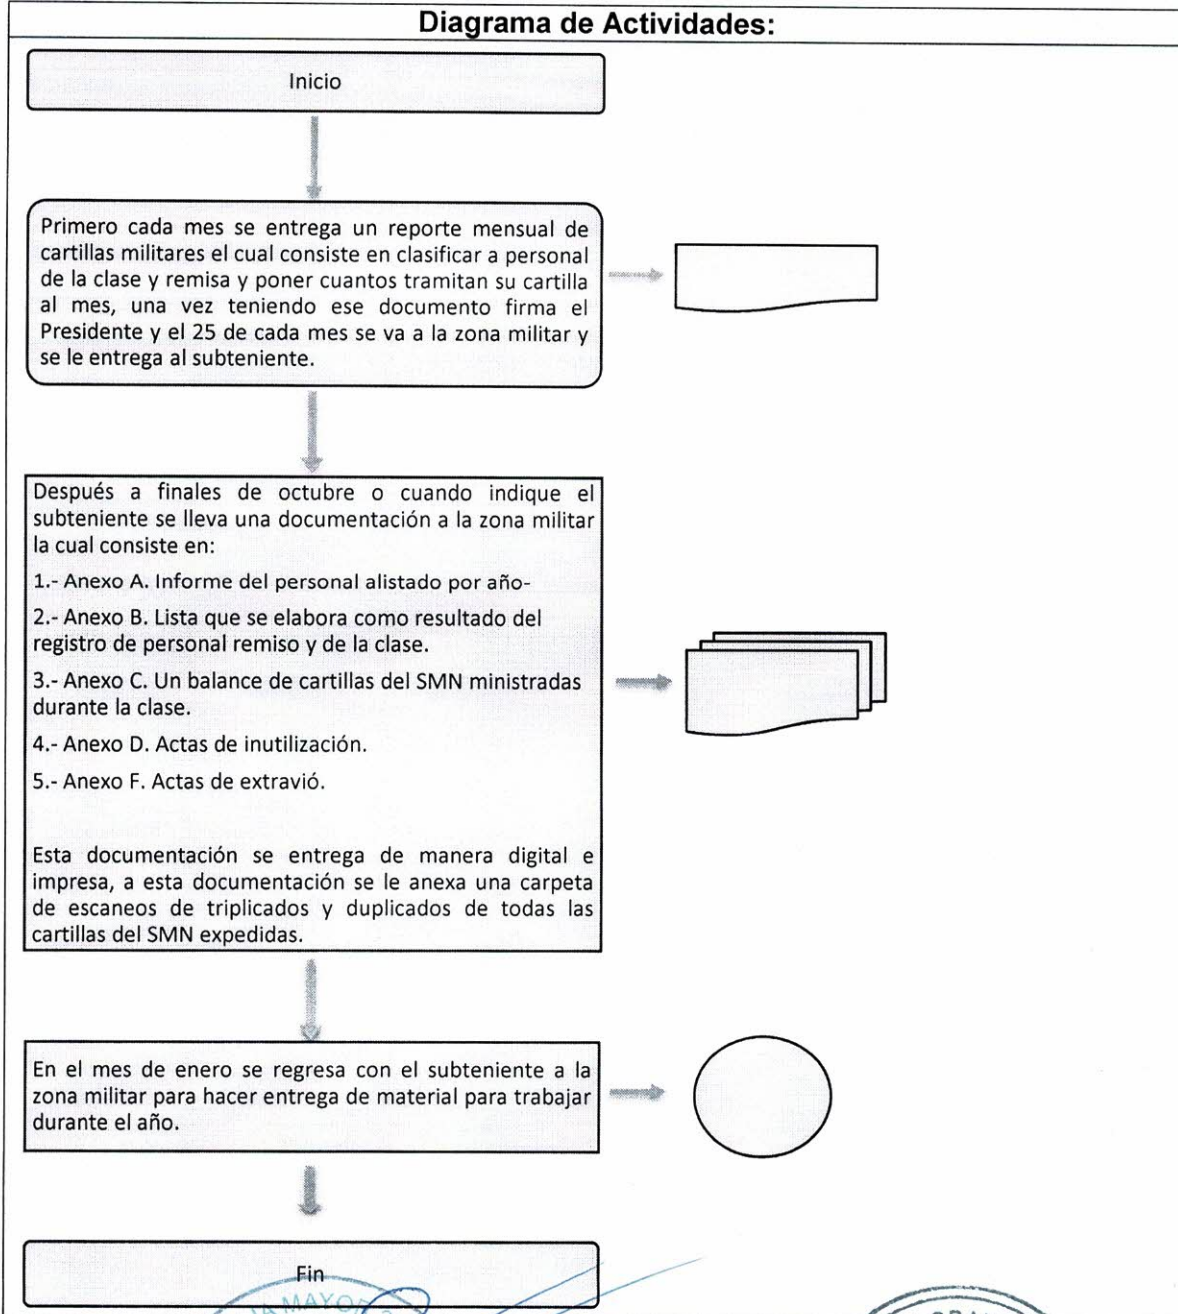 Diagrama de Actividades:
Inicio
Primero cada mes se entrega un reporte mensual de
cartillas militares el cual consiste en clasificar a personal
de la clase y remisa y poner cuantos tramitan su cartilla
al mes, una vez teniendo ese documento firma el
Presidente y el 25 de cada mes se va a la zona militar y
se le entrega al subteniente.
Después a finales de octubre o cuando indique el
subteniente se lleva una documentación a la zona militar
la cual consiste en:
1.- Anexo A. Informe del personal alistado por año-
2.- Anexo B. Lista que se elabora como resultado del
registro de personal remiso y de la clase.
3.- Anexo C. Un balance de cartillas del SMN ministradas
durante la clase.
4.- Anexo D. Actas de inutilización.
5.- Anexo F. Actas de extravió.
Esta documentación se entrega de manera digital e
impresa, a esta documentación se le anexa una carpeta
de escaneos de triplicados y duplicados de todas las
cartillas del SMN expedidas.
En el mes de enero se regresa con el subteniente a la
zona militar para hacer entrega de material para trabajar
durante el año.
Fin